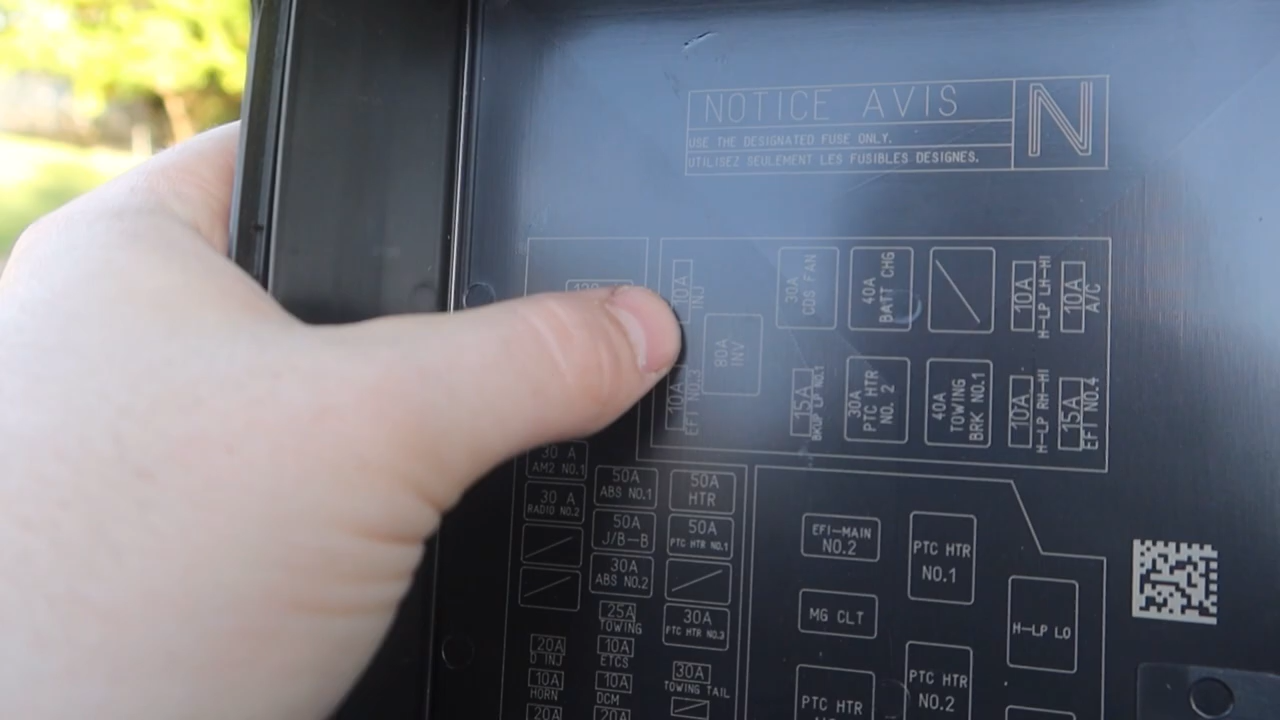 NOTICE AVIS
N
USE THE DESIGNATED FUSE ONLY.
UTILISEZ SEULEMENT LES FUSIBLES DESIGNES.
10A
INJ
30A
CDS FAN
40A
BATT CHG
10A
H-LP LH-HI
10A
A/C
80A
INV
10A
EFI NO.3
15A
BKUP LP NO.1
30A
PTC HTR
NO. 2
40A
TOWING
BRK NO.1
10A
H-LP RH-HI
15A
EFI NO.4
30 A
AM2 NO.1
50A
ABS NO.1
50A
HTR
30 A
RADIO NO.2
50A
J/B-B
50A
PTC HTR NO.1
30A
ABS NO.2
25A
TOWING
30A
PTC HTR NO.3
20A
D INJ
10A
ETCS
30A
TOWING TAIL
10A
HORN
10A
DCM
20A
20A
EFI-MAIN
NO.2
PTC HTR
NO.1
MG CLT
H-LP LO
PTC HTR
NO.2
PTC HTR